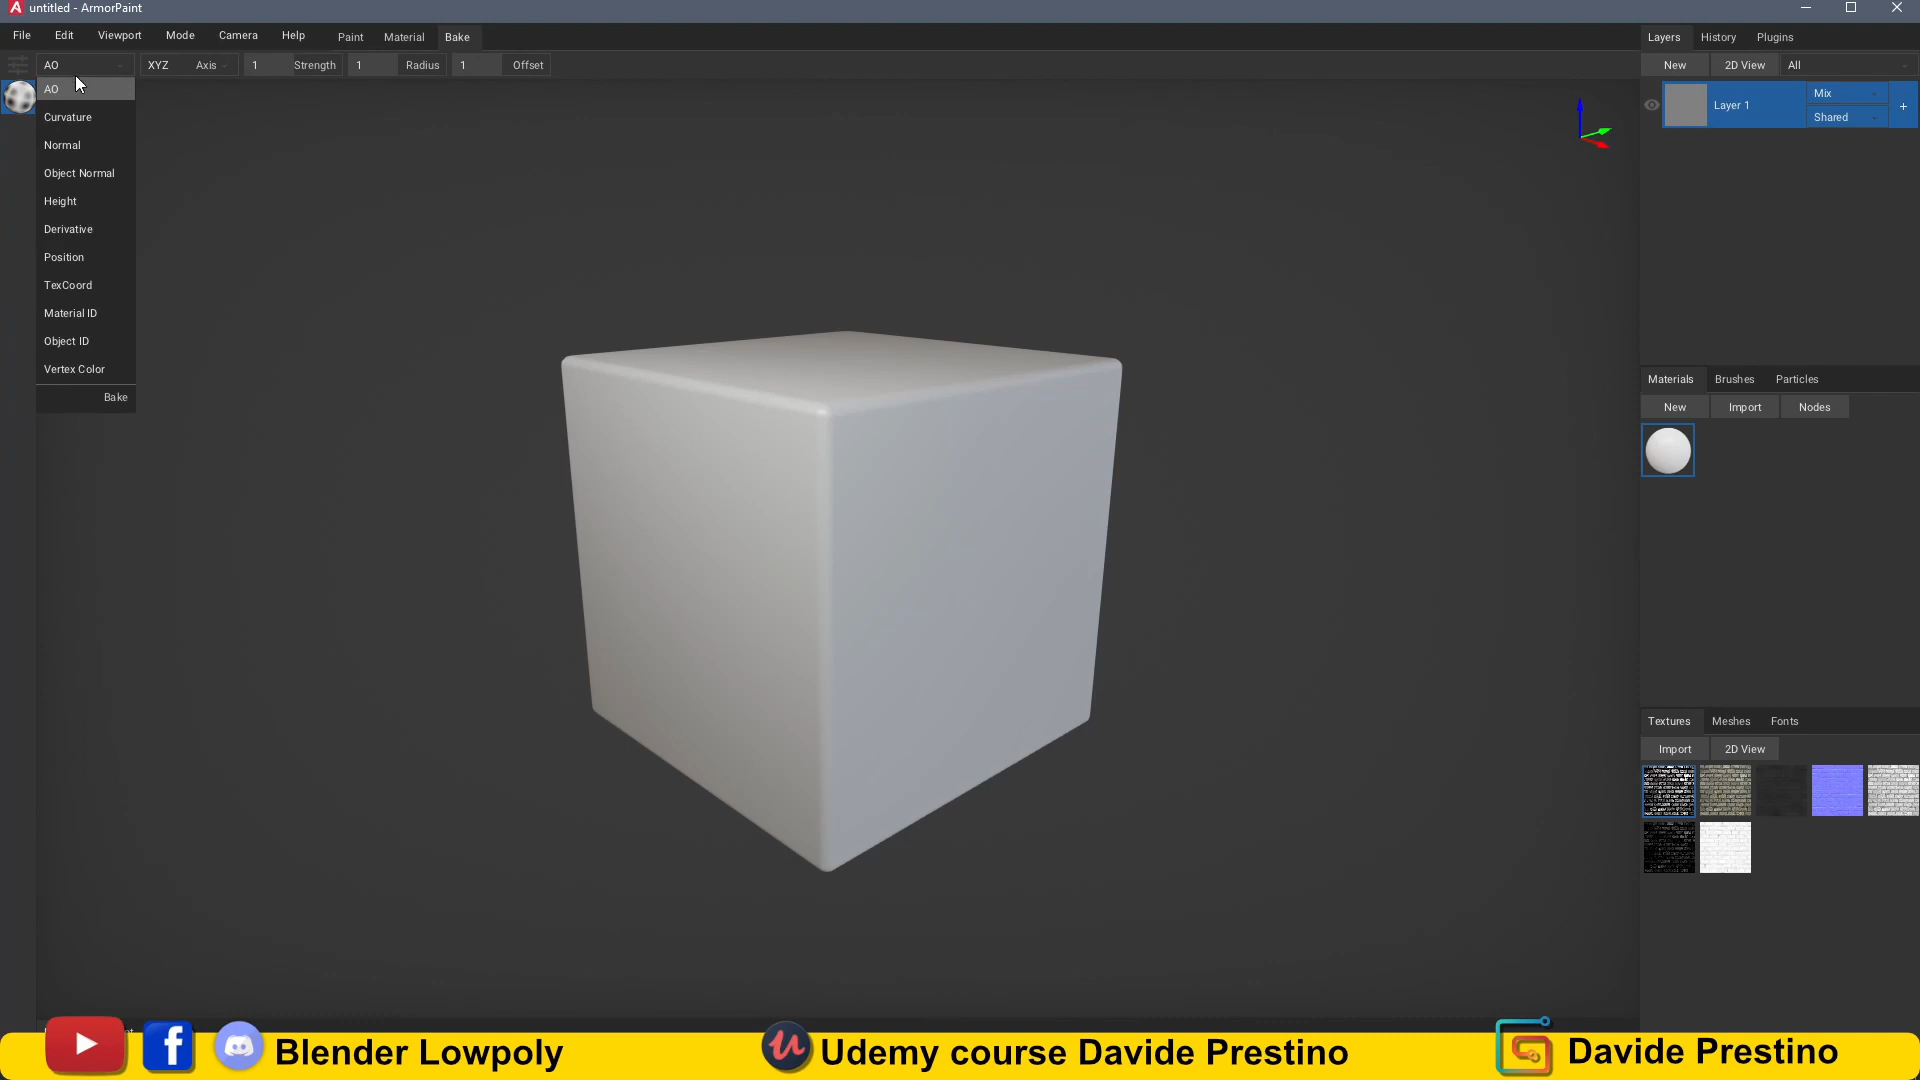 untitled - ArmorPaint
File Edit Viewport Mode Camera Help Paint Material Bake
AO XYZ Axis 1 Strength 1 Radius 1 Offset
AO
Curvature
Normal
Object Normal
Height
Derivative
Position
TexCoord
Material ID
Object ID
Vertex Color
Bake
Layers History Plugins
New 2D View All
Layer 1 Mix
Shared
+
Materials Brushes Particles
New Import Nodes
Textures Meshes Fonts
Import 2D View
Blender Lowpoly Udemy course Davide Prestino Davide Prestino